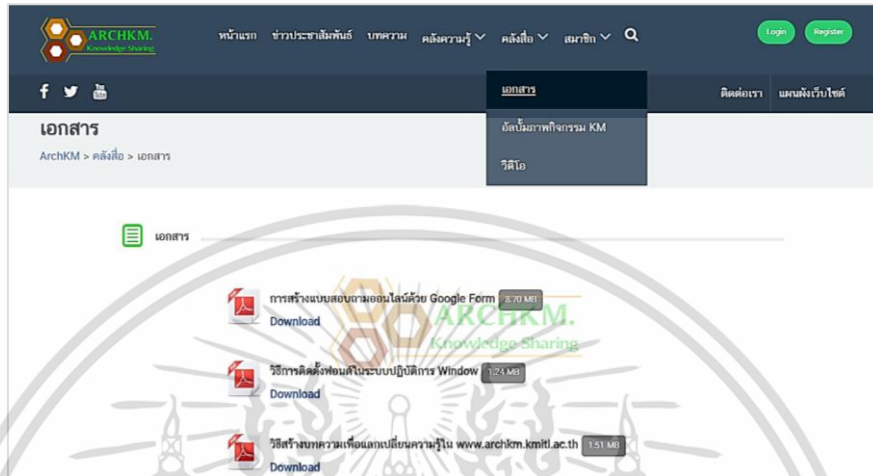 ARCHKM.
Knowledge Sharing
หน้าแรก ข่าวประชาสัมพันธ์ บทความ คลังความรู้ คลังสื่อ สมาชิก
Login Register
เอกสาร
ติดต่อเรา แผนผังเว็บไซต์
อัลบั้มภาพกิจกรรม KM
วีดีโอ
เอกสาร
ArchKM > คลังสื่อ > เอกสาร
เอกสาร
การสร้างแบบสอบถามออนไลน์ด้วย Google Form 8.70 MB
Download
ARCHKM.
Knowledge Sharing
วิธีการติดตั้งฟอนต์ในระบบปฏิบัติการ Window 1.24 MB
Download
วิธีสร้างบทความเพื่อแลกเปลี่ยนความรู้ใน www.archkm.kmitl.ac.th 1.51 MB
Download